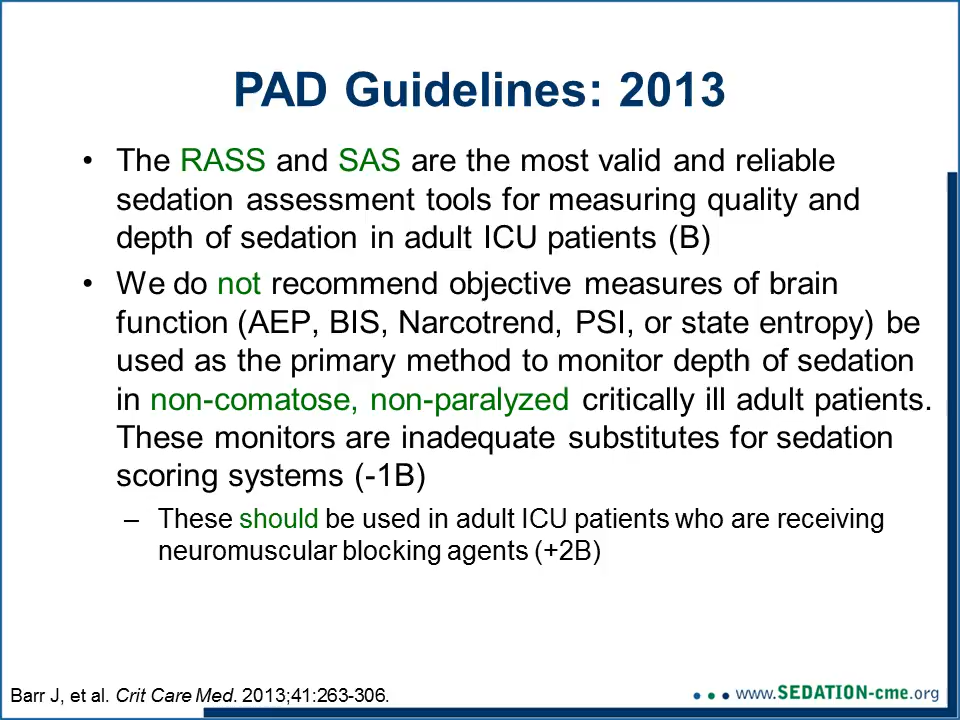 PAD Guidelines: 2013
• The RASS and SAS are the most valid and reliable
sedation assessment tools for measuring quality and
depth of sedation in adult ICU patients (B)
• We do not recommend objective measures of brain
function (AEP, BIS, Narcotrend, PSI, or state entropy) be
used as the primary method to monitor depth of sedation
in non-comatose, non-paralyzed critically ill adult patients.
These monitors are inadequate substitutes for sedation
scoring systems (-1B)
– These should be used in adult ICU patients who are receiving
neuromuscular blocking agents (+2B)
Barr J, et al. Crit Care Med. 2013;41:263-306.
• • • www.SEDATION-cme.org